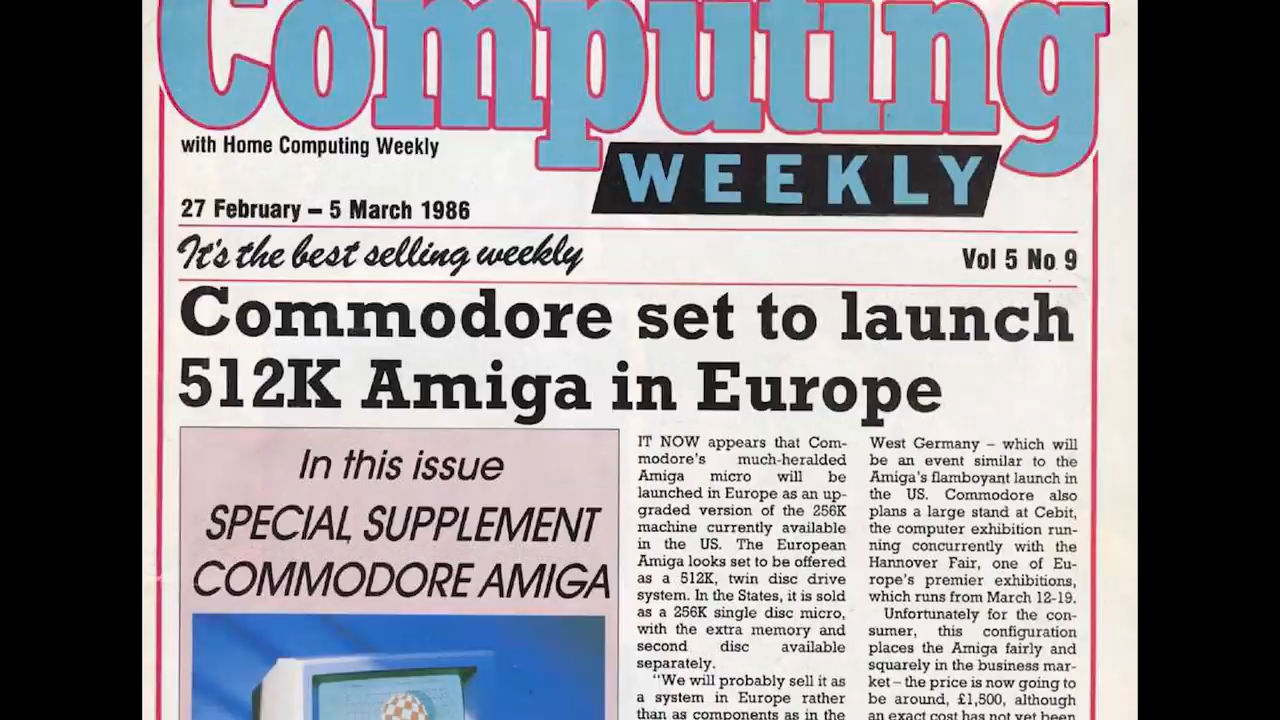 Computing
with Home Computing Weekly
WEEKLY
27 February – 5 March 1986
It's the best selling weekly
Vol 5 No 9
Commodore set to launch
512K Amiga in Europe
In this issue
SPECIAL SUPPLEMENT
COMMODORE AMIGA
IT NOW appears that Com-
modore's much-heralded
Amiga micro will be
launched in Europe as an up-
graded version of the 256K
machine currently available
in the US. The European
Amiga looks set to be offered
as a 512K, twin disc drive
system. In the States, it is sold
as a 256K single disc micro,
with the extra memory and
second disc available
separately.
"We will probably sell it as
a system in Europe rather
than as components as in the
West Germany – which will
be an event similar to the
Amiga's flamboyant launch in
the US. Commodore also
plans a large stand at Cebit,
the computer exhibition run-
ning concurrently with the
Hannover Fair, one of Eu-
rope's premier exhibitions,
which runs from March 12-19.
Unfortunately for the con-
sumer, this configuration
places the Amiga fairly and
squarely in the business mar-
ket – the price is now going to
be around, £1,500, although
an exact cost has not yet been